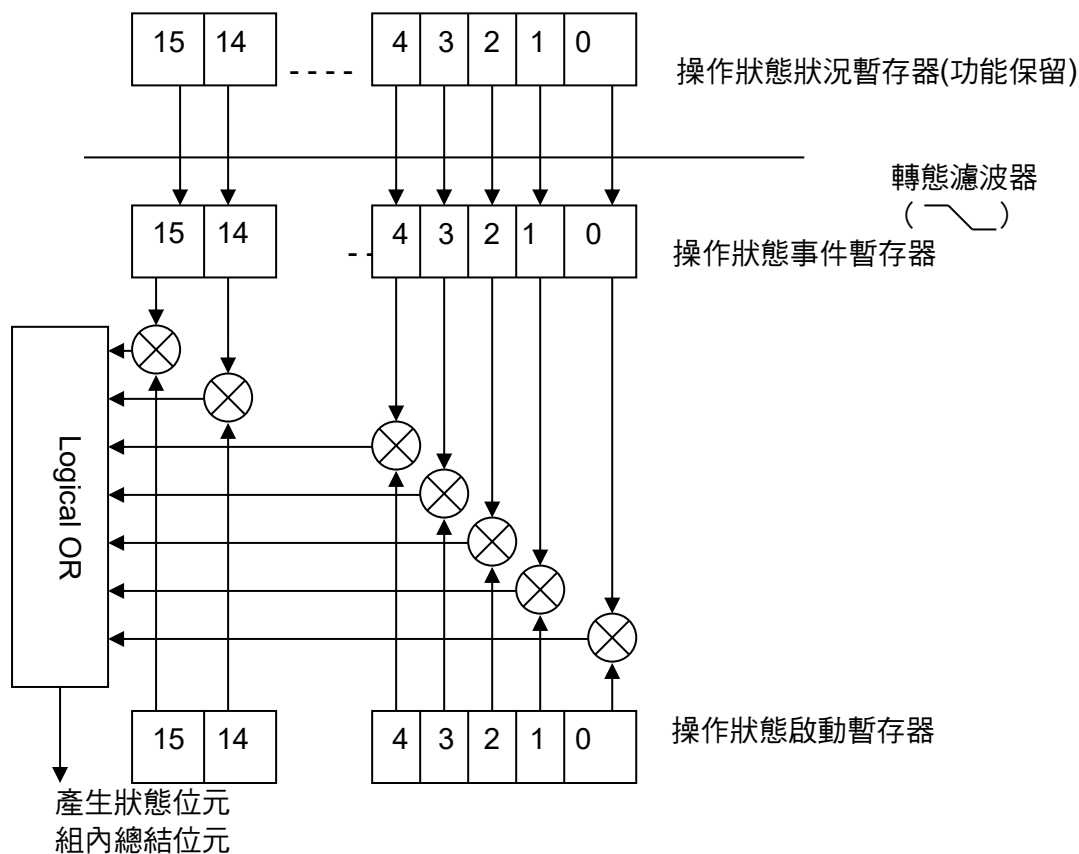 15 14 - - - - 4 3 2 1 0
操作狀態狀況暫存器(功能保留)
轉態濾波器
( )
15 14 - - 4 3 2 1 0
操作狀態事件暫存器
Logical OR
15 14 4 3 2 1 0
操作狀態啟動暫存器
產生狀態位元
組內總結位元